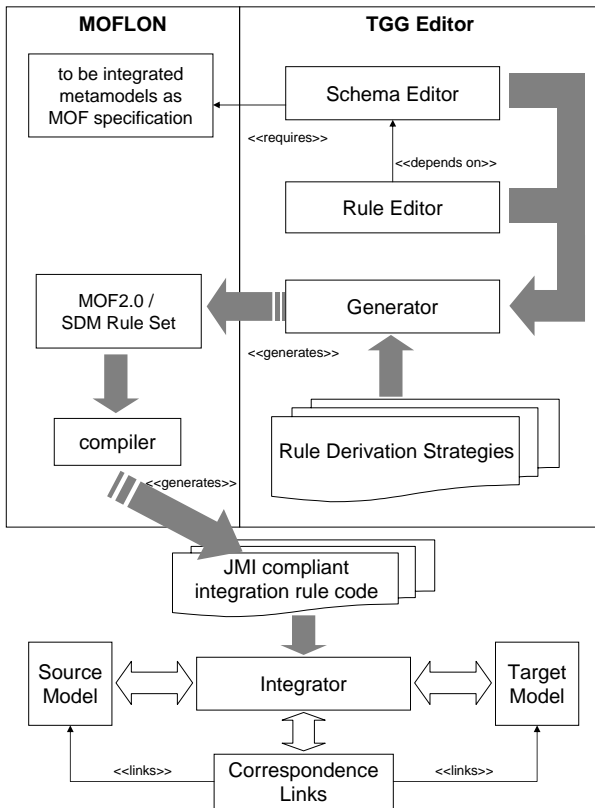 MOFLON
TGG Editor
to be integrated
metamodels as
MOF specification
Schema Editor
<<requires>>
<<depends on>>
Rule Editor
MOF2.0 /
SDM Rule Set
Generator
<<generates>>
compiler
Rule Derivation Strategies
<<generates>>
JMI compliant
integration rule code
Source
Model
Integrator
Target
Model
<<links>>
Correspondence
Links
<<links>>